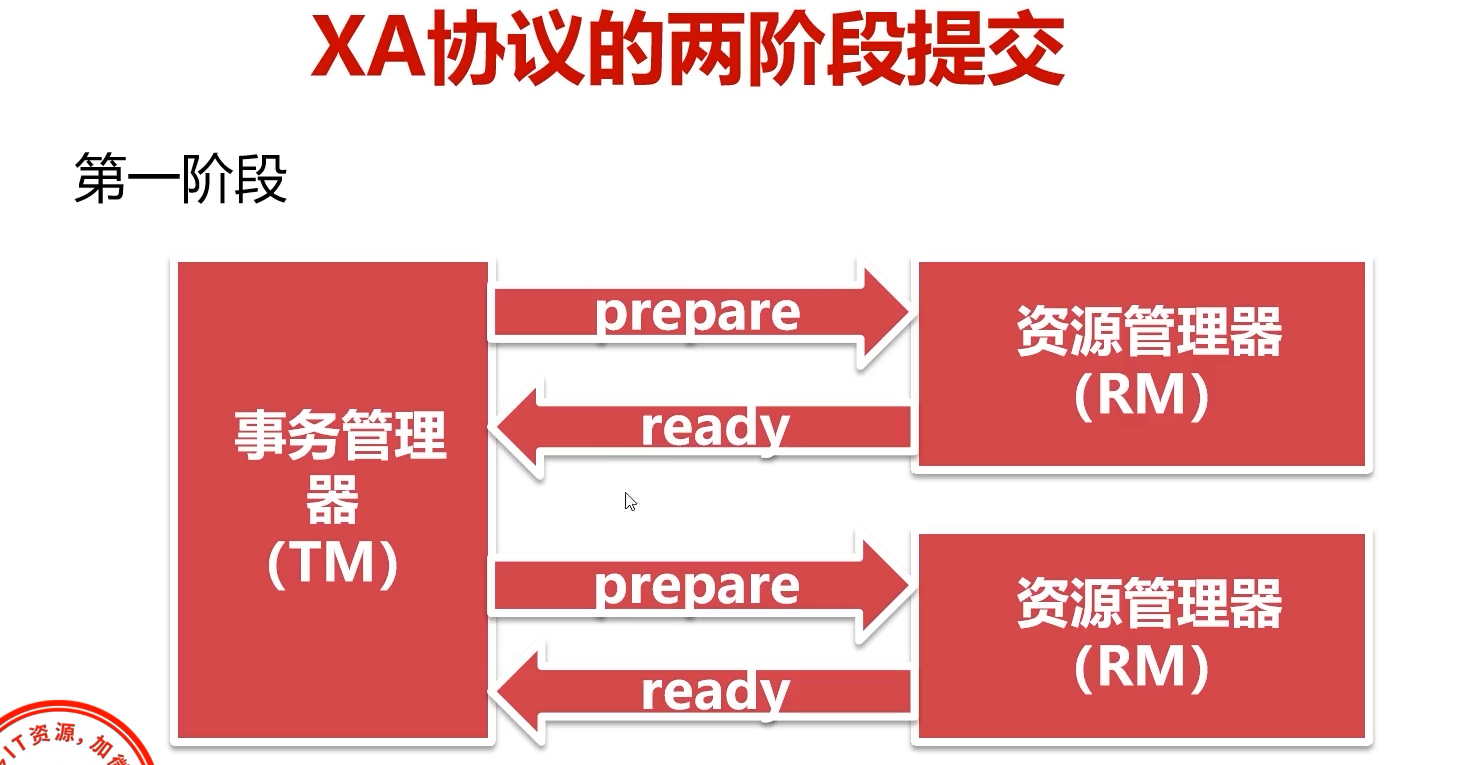 XA协议的两阶段提交
第一阶段
事务管理
器
（TM）
prepare
ready
prepare
ready
资源管理器
（RM）
资源管理器
（RM）
IT资源,加